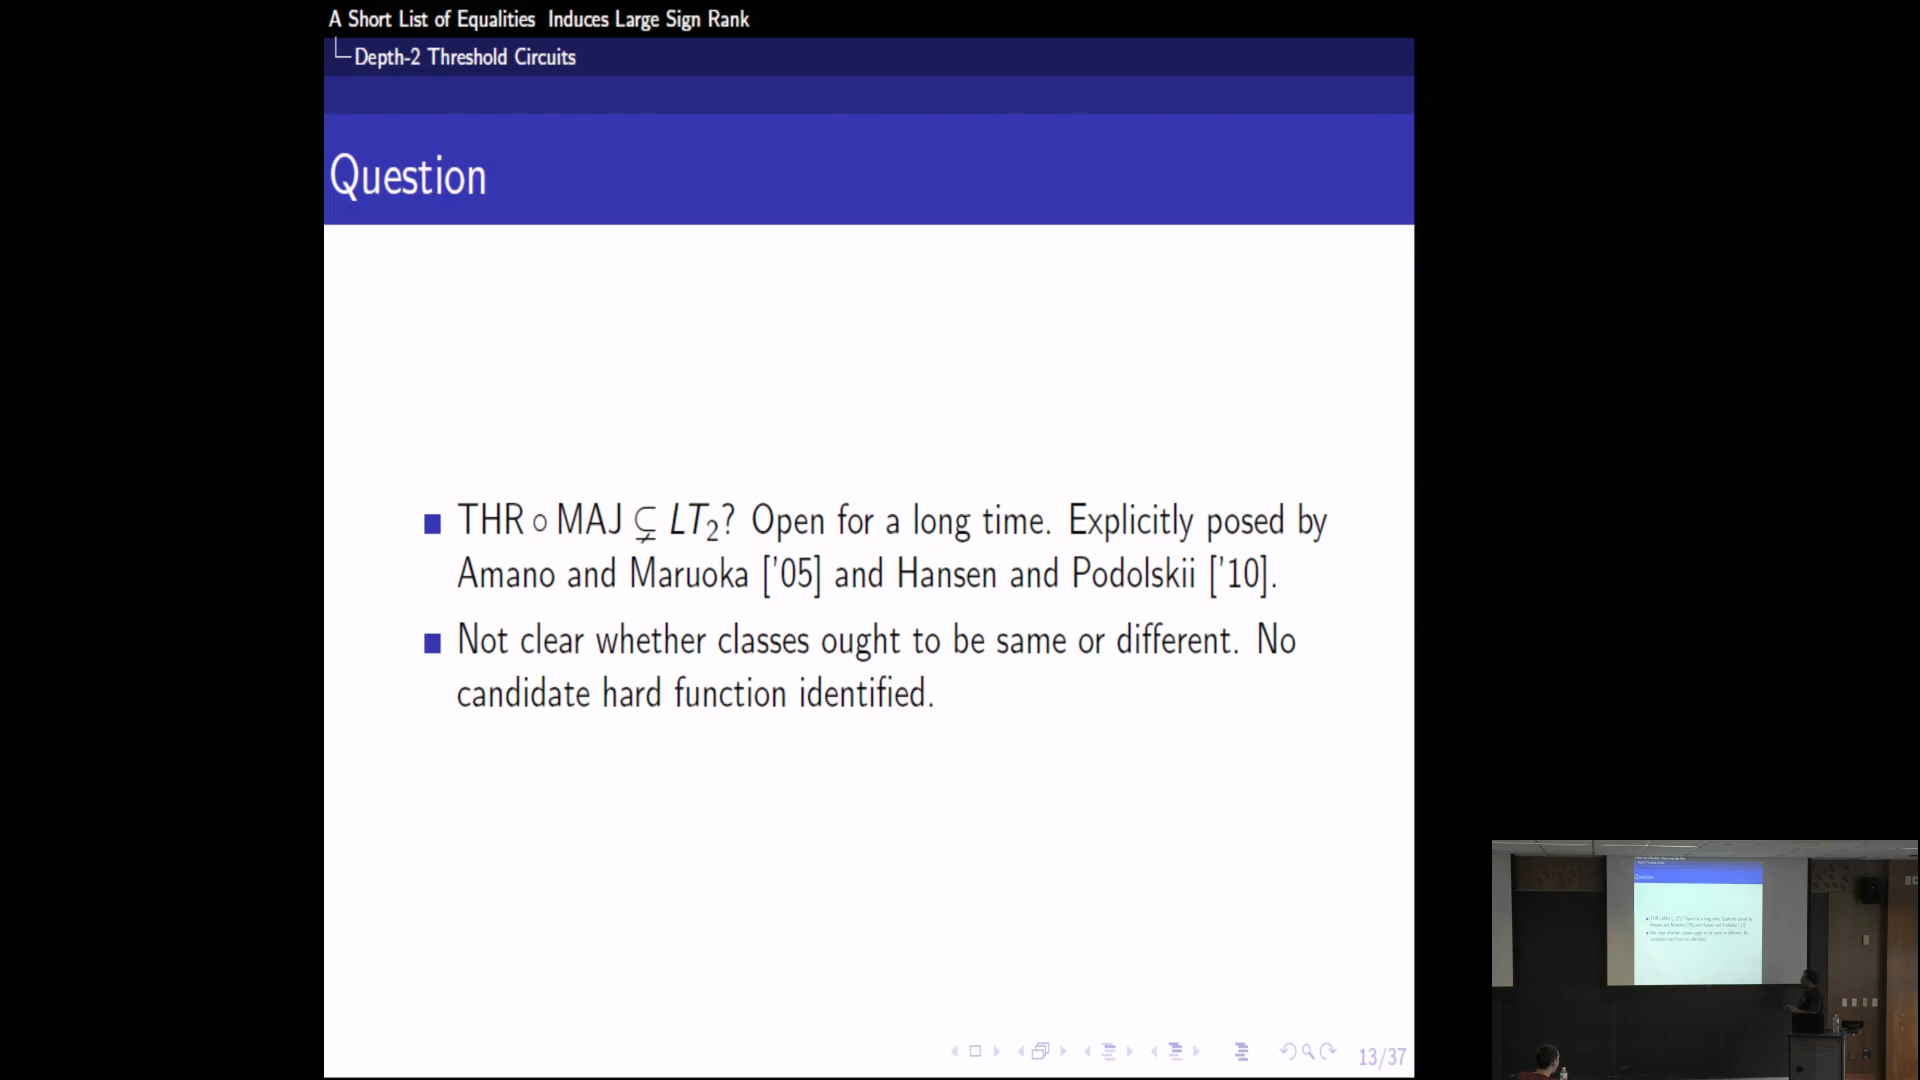 A Short List of Equalities Induces Large Sign Rank
Depth-2 Threshold Circuits
Question
THR ∘ MAJ ⊊ LT₂? Open for a long time. Explicitly posed by
Amano and Maruoka ['05] and Hansen and Podolskii ['10].
Not clear whether classes ought to be same or different. No
candidate hard function identified.
13/37